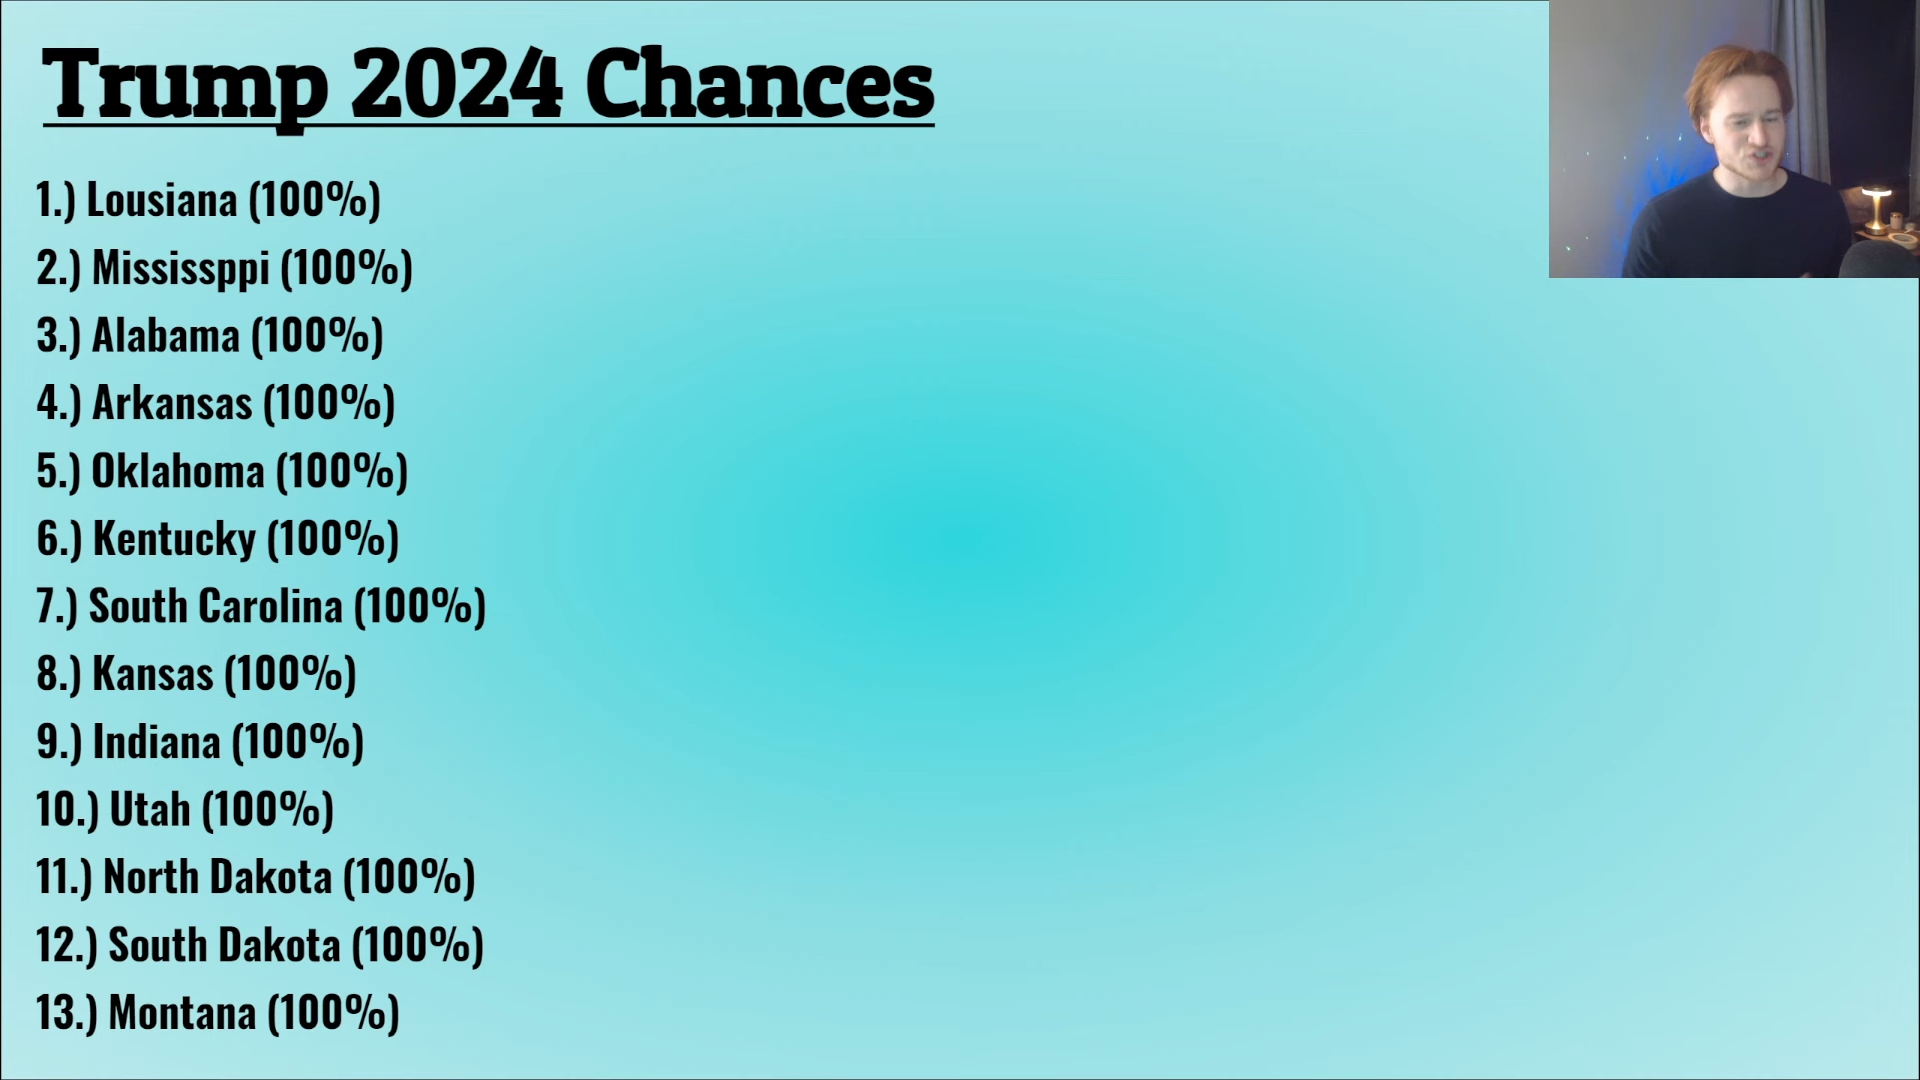 Trump 2024 Chances
1.) Lousiana (100%)
2.) Mississppi (100%)
3.) Alabama (100%)
4.) Arkansas (100%)
5.) Oklahoma (100%)
6.) Kentucky (100%)
7.) South Carolina (100%)
8.) Kansas (100%)
9.) Indiana (100%)
10.) Utah (100%)
11.) North Dakota (100%)
12.) South Dakota (100%)
13.) Montana (100%)